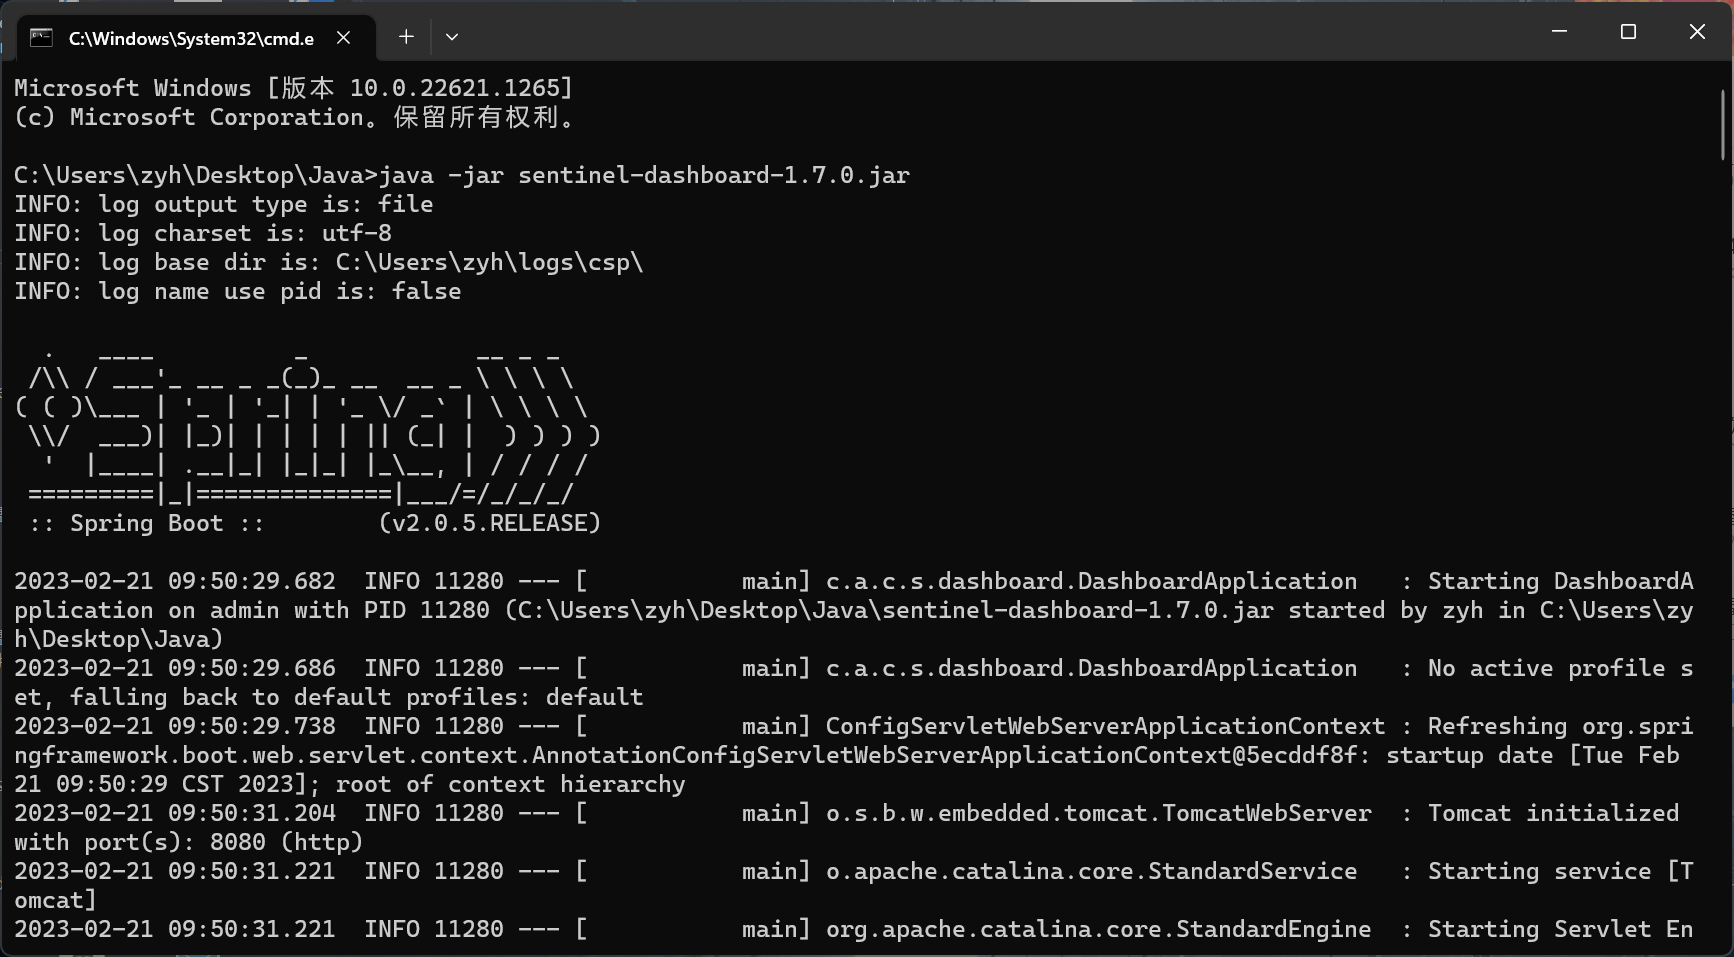 C:\Windows\System32\cmd.e
Microsoft Windows [版本 10.0.22621.1265]
(c) Microsoft Corporation。保留所有权利。
C:\Users\zyh\Desktop\Java>java -jar sentinel-dashboard-1.7.0.jar
INFO: log output type is: file
INFO: log charset is: utf-8
INFO: log base dir is: C:\Users\zyh\logs\csp\
INFO: log name use pid is: false
  .   ____          _            __ _ _
 /\\ / ___'_ __ _ _(_)_ __  __ _ \ \ \ \
( ( )\___ | '_ | '_| | '_ \/ _` | \ \ \ \
 \\/  ___)| |_)| | | | | || (_| |  ) ) ) )
  '  |____| .__|_| |_|_| |_\__, | / / / /
 =========|_|==============|___/=/_/_/_/
 :: Spring Boot ::        (v2.0.5.RELEASE)
2023-02-21 09:50:29.682  INFO 11280 --- [           main] c.a.c.s.dashboard.DashboardApplication   : Starting DashboardA
pplication on admin with PID 11280 (C:\Users\zyh\Desktop\Java\sentinel-dashboard-1.7.0.jar started by zyh in C:\Users\zy
h\Desktop\Java)
2023-02-21 09:50:29.686  INFO 11280 --- [           main] c.a.c.s.dashboard.DashboardApplication   : No active profile s
et, falling back to default profiles: default
2023-02-21 09:50:29.738  INFO 11280 --- [           main] ConfigServletWebServerApplicationContext : Refreshing org.spri
ngframework.boot.web.servlet.context.AnnotationConfigServletWebServerApplicationContext@5ecddf8f: startup date [Tue Feb
21 09:50:29 CST 2023]; root of context hierarchy
2023-02-21 09:50:31.204  INFO 11280 --- [           main] o.s.b.w.embedded.tomcat.TomcatWebServer  : Tomcat initialized
with port(s): 8080 (http)
2023-02-21 09:50:31.221  INFO 11280 --- [           main] o.apache.catalina.core.StandardService   : Starting service [T
omcat]
2023-02-21 09:50:31.221  INFO 11280 --- [           main] org.apache.catalina.core.StandardEngine  : Starting Servlet En